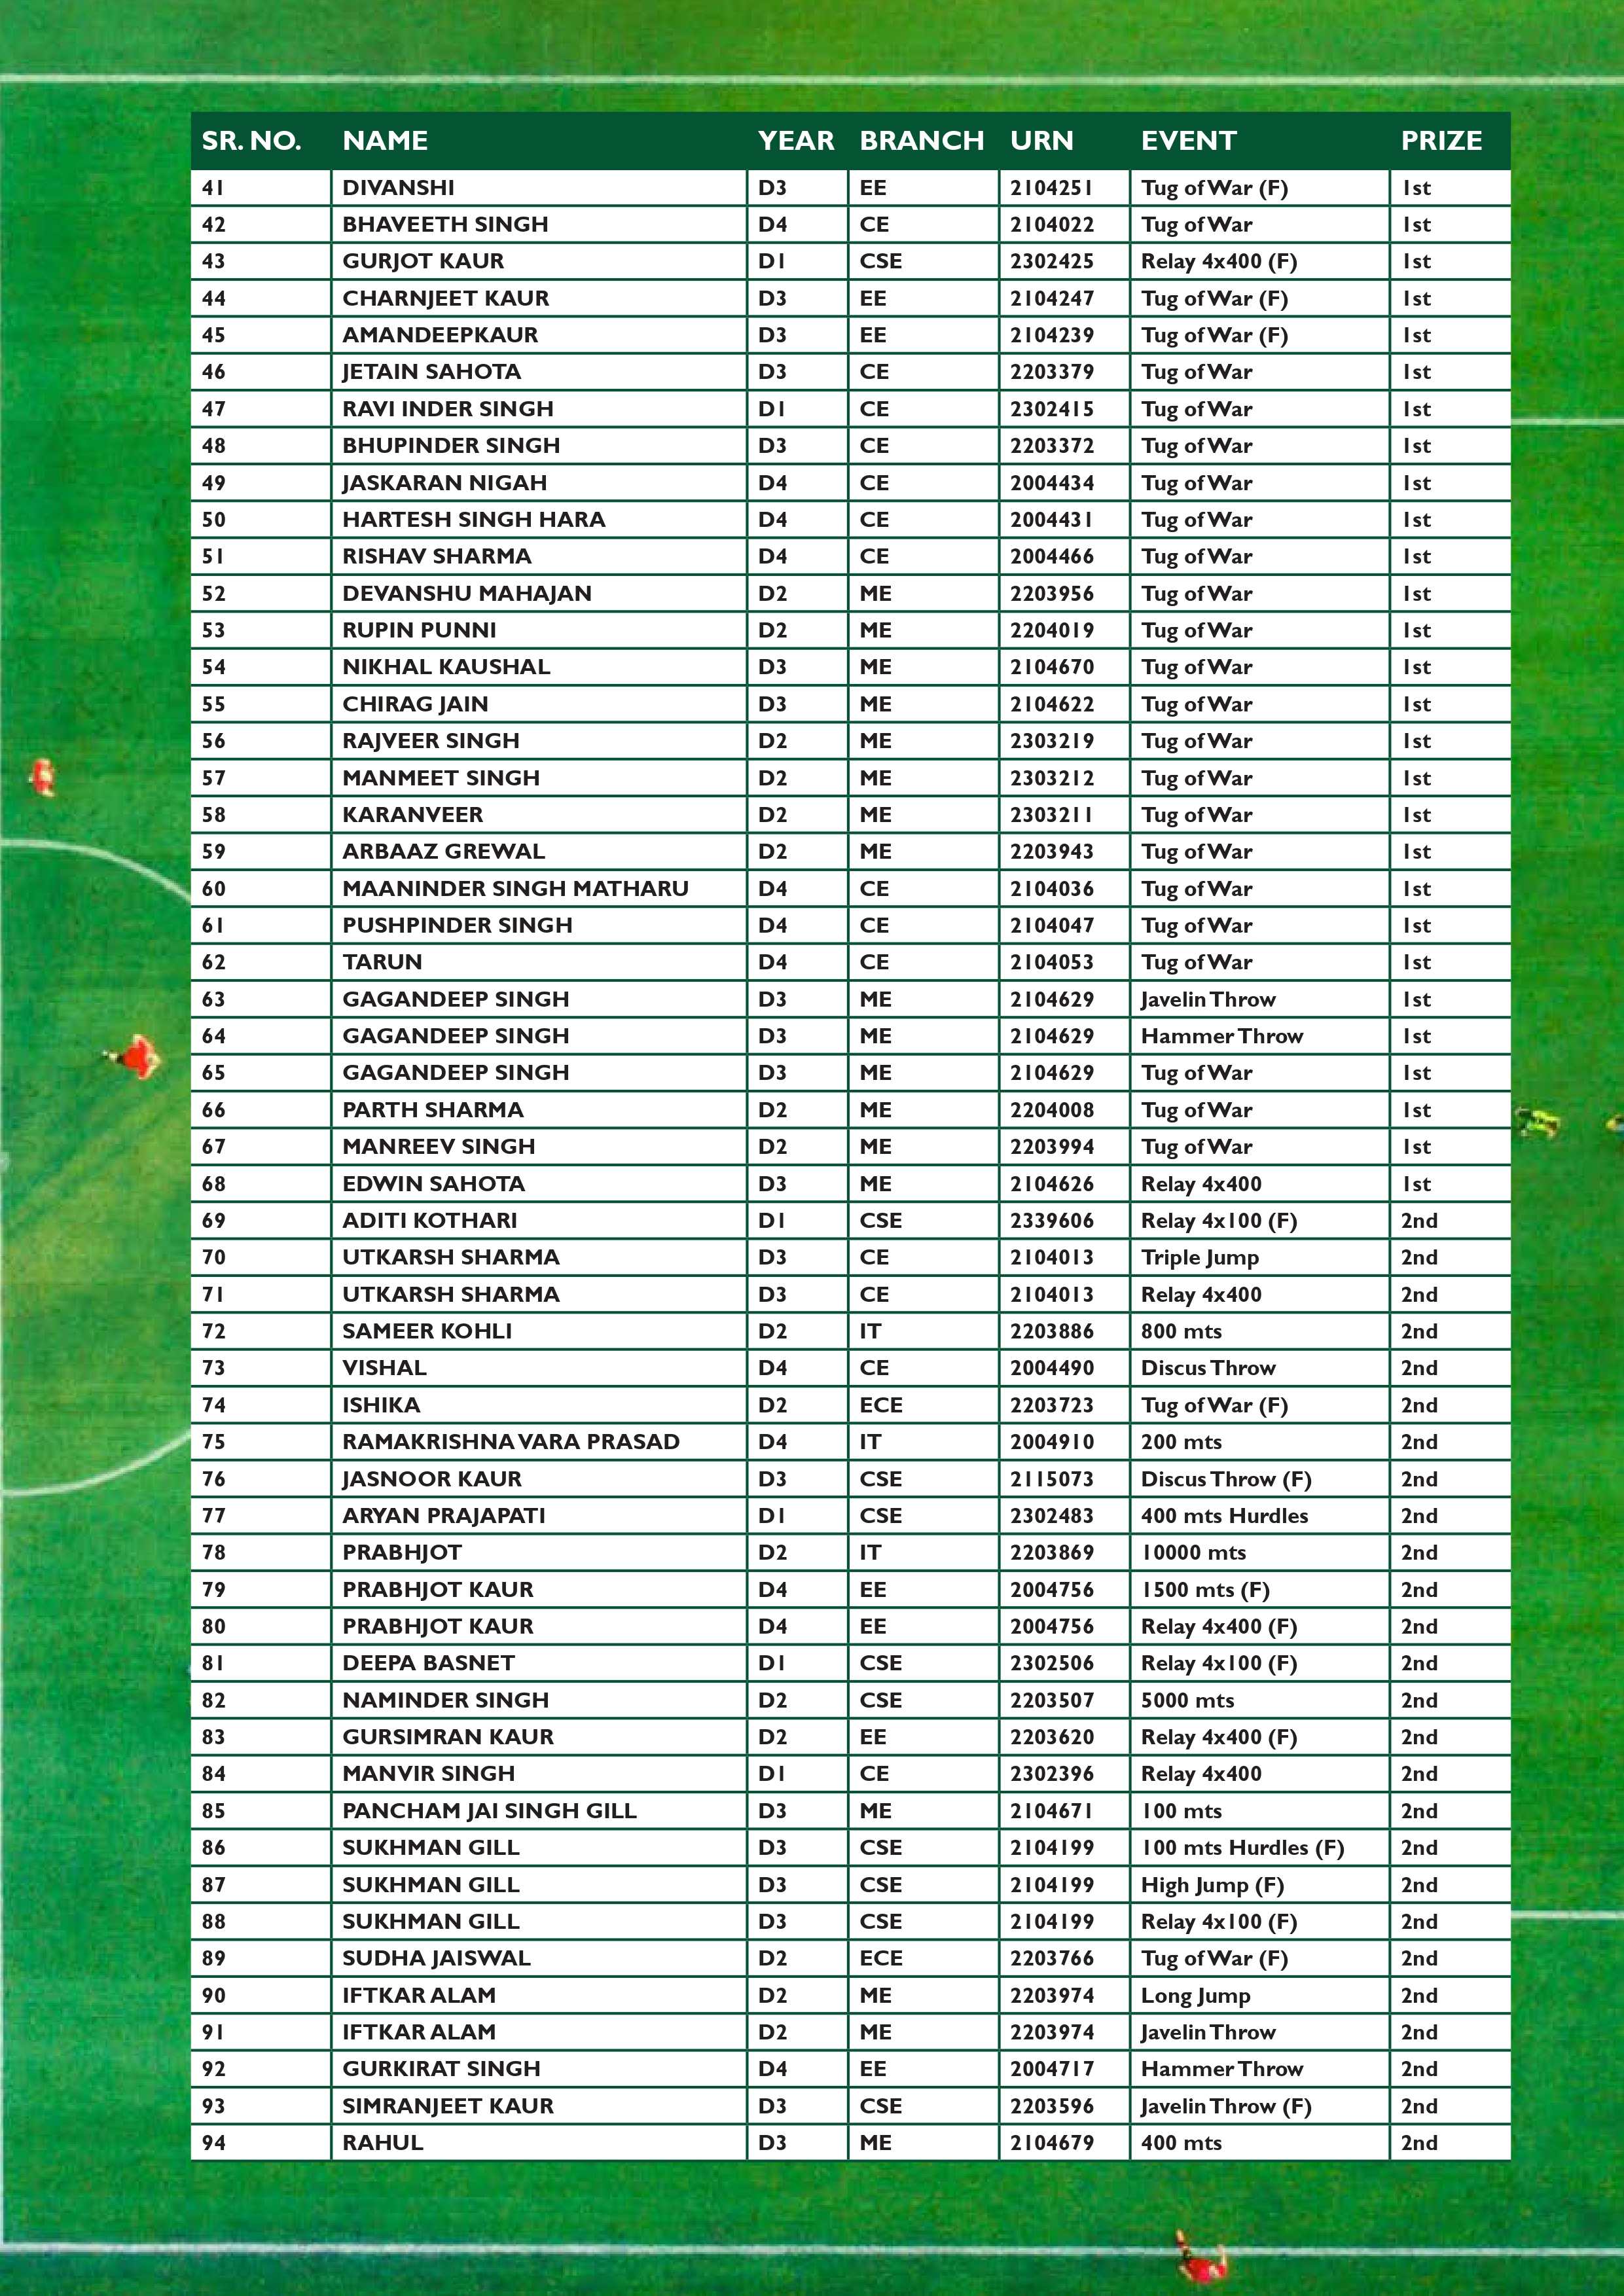 SR. NO. NAME YEAR BRANCH URN EVENT PRIZE
41 DIVANSHI D3 EE 2104251 Tug of War (F) 1st
42 BHAVEETH SINGH D4 CE 2104022 Tug of War 1st
43 GURJOT KAUR D1 CSE 2302425 Relay 4x400 (F) 1st
44 CHARNJEET KAUR D3 EE 2104247 Tug of War (F) 1st
45 AMANDEEPKAUR D3 EE 2104239 Tug of War (F) 1st
46 JETAIN SAHOTA D3 CE 2203379 Tug of War 1st
47 RAVI INDER SINGH D1 CE 2302415 Tug of War 1st
48 BHUPINDER SINGH D3 CE 2203372 Tug of War 1st
49 JASKARAN NIGAH D4 CE 2004434 Tug of War 1st
50 HARTESH SINGH HARA D4 CE 2004431 Tug of War 1st
51 RISHAV SHARMA D4 CE 2004466 Tug of War 1st
52 DEVANSHU MAHAJAN D2 ME 2203956 Tug of War 1st
53 RUPIN PUNNI D2 ME 2204019 Tug of War 1st
54 NIKHAL KAUSHAL D3 ME 2104670 Tug of War 1st
55 CHIRAG JAIN D3 ME 2104622 Tug of War 1st
56 RAJVEER SINGH D2 ME 2303219 Tug of War 1st
57 MANMEET SINGH D2 ME 2303212 Tug of War 1st
58 KARANVEER D2 ME 2303211 Tug of War 1st
59 ARBAAZ GREWAL D2 ME 2203943 Tug of War 1st
60 MAANINDER SINGH MATHARU D4 CE 2104036 Tug of War 1st
61 PUSHPINDER SINGH D4 CE 2104047 Tug of War 1st
62 TARUN D4 CE 2104053 Tug of War 1st
63 GAGANDEEP SINGH D3 ME 2104629 Javelin Throw 1st
64 GAGANDEEP SINGH D3 ME 2104629 Hammer Throw 1st
65 GAGANDEEP SINGH D3 ME 2104629 Tug of War 1st
66 PARTH SHARMA D2 ME 2204008 Tug of War 1st
67 MANREEV SINGH D2 ME 2203994 Tug of War 1st
68 EDWIN SAHOTA D3 ME 2104626 Relay 4x400 1st
69 ADITI KOTHARI D1 CSE 2339606 Relay 4x100 (F) 2nd
70 UTKARSH SHARMA D3 CE 2104013 Triple Jump 2nd
71 UTKARSH SHARMA D3 CE 2104013 Relay 4x400 2nd
72 SAMEER KOHLI D2 IT 2203886 800 mts 2nd
73 VISHAL D4 CE 2004490 Discus Throw 2nd
74 ISHIKA D2 ECE 2203723 Tug of War (F) 2nd
75 RAMAKRISHNA VARA PRASAD D4 IT 2004910 200 mts 2nd
76 JASNOOR KAUR D3 CSE 2115073 Discus Throw (F) 2nd
77 ARYAN PRAJAPATI D1 CSE 2302483 400 mts Hurdles 2nd
78 PRABHJOT D2 IT 2203869 10000 mts 2nd
79 PRABHJOT KAUR D4 EE 2004756 1500 mts (F) 2nd
80 PRABHJOT KAUR D4 EE 2004756 Relay 4x400 (F) 2nd
81 DEEPA BASNET D1 CSE 2302506 Relay 4x100 (F) 2nd
82 NAMINDER SINGH D2 CSE 2203507 5000 mts 2nd
83 GURSIMRAN KAUR D2 EE 2203620 Relay 4x400 (F) 2nd
84 MANVIR SINGH D1 CE 2302396 Relay 4x400 2nd
85 PANCHAM JAI SINGH GILL D3 ME 2104671 100 mts 2nd
86 SUKHMAN GILL D3 CSE 2104199 100 mts Hurdles (F) 2nd
87 SUKHMAN GILL D3 CSE 2104199 High Jump (F) 2nd
88 SUKHMAN GILL D3 CSE 2104199 Relay 4x100 (F) 2nd
89 SUDHA JAISWAL D2 ECE 2203766 Tug of War (F) 2nd
90 IFTKAR ALAM D2 ME 2203974 Long Jump 2nd
91 IFTKAR ALAM D2 ME 2203974 Javelin Throw 2nd
92 GURKIRAT SINGH D4 EE 2004717 Hammer Throw 2nd
93 SIMRANJEET KAUR D3 CSE 2203596 Javelin Throw (F) 2nd
94 RAHUL D3 ME 2104679 400 mts 2nd